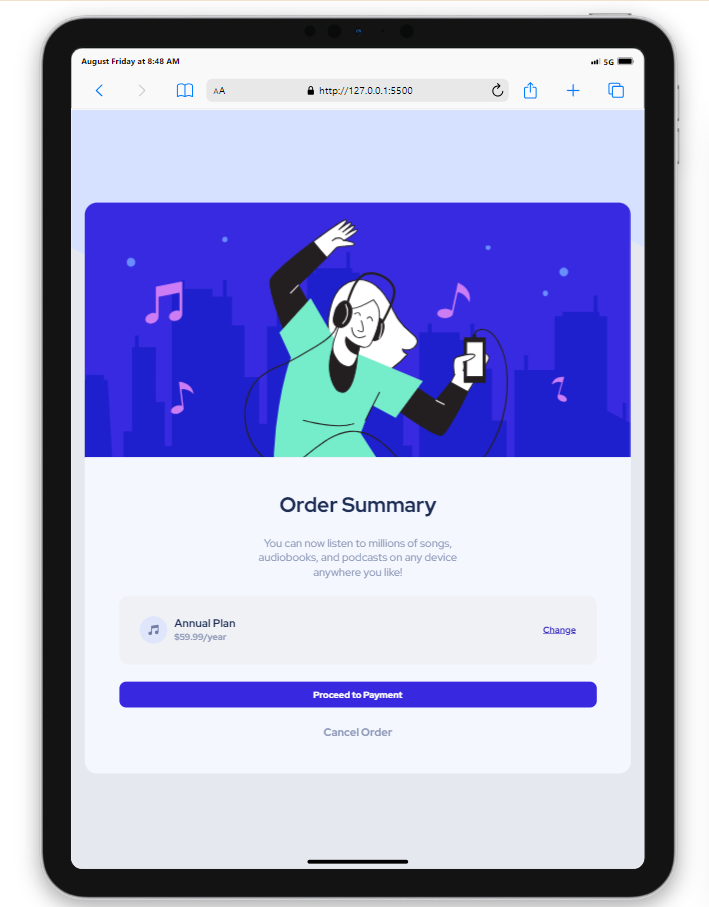 August Friday at 8:48 AM
5G
AA
http://127.0.0.1:5500
Order Summary
You can now listen to millions of songs,
audiobooks, and podcasts on any device
anywhere you like!
Annual Plan
$59.99/year
Change
Proceed to Payment
Cancel Order